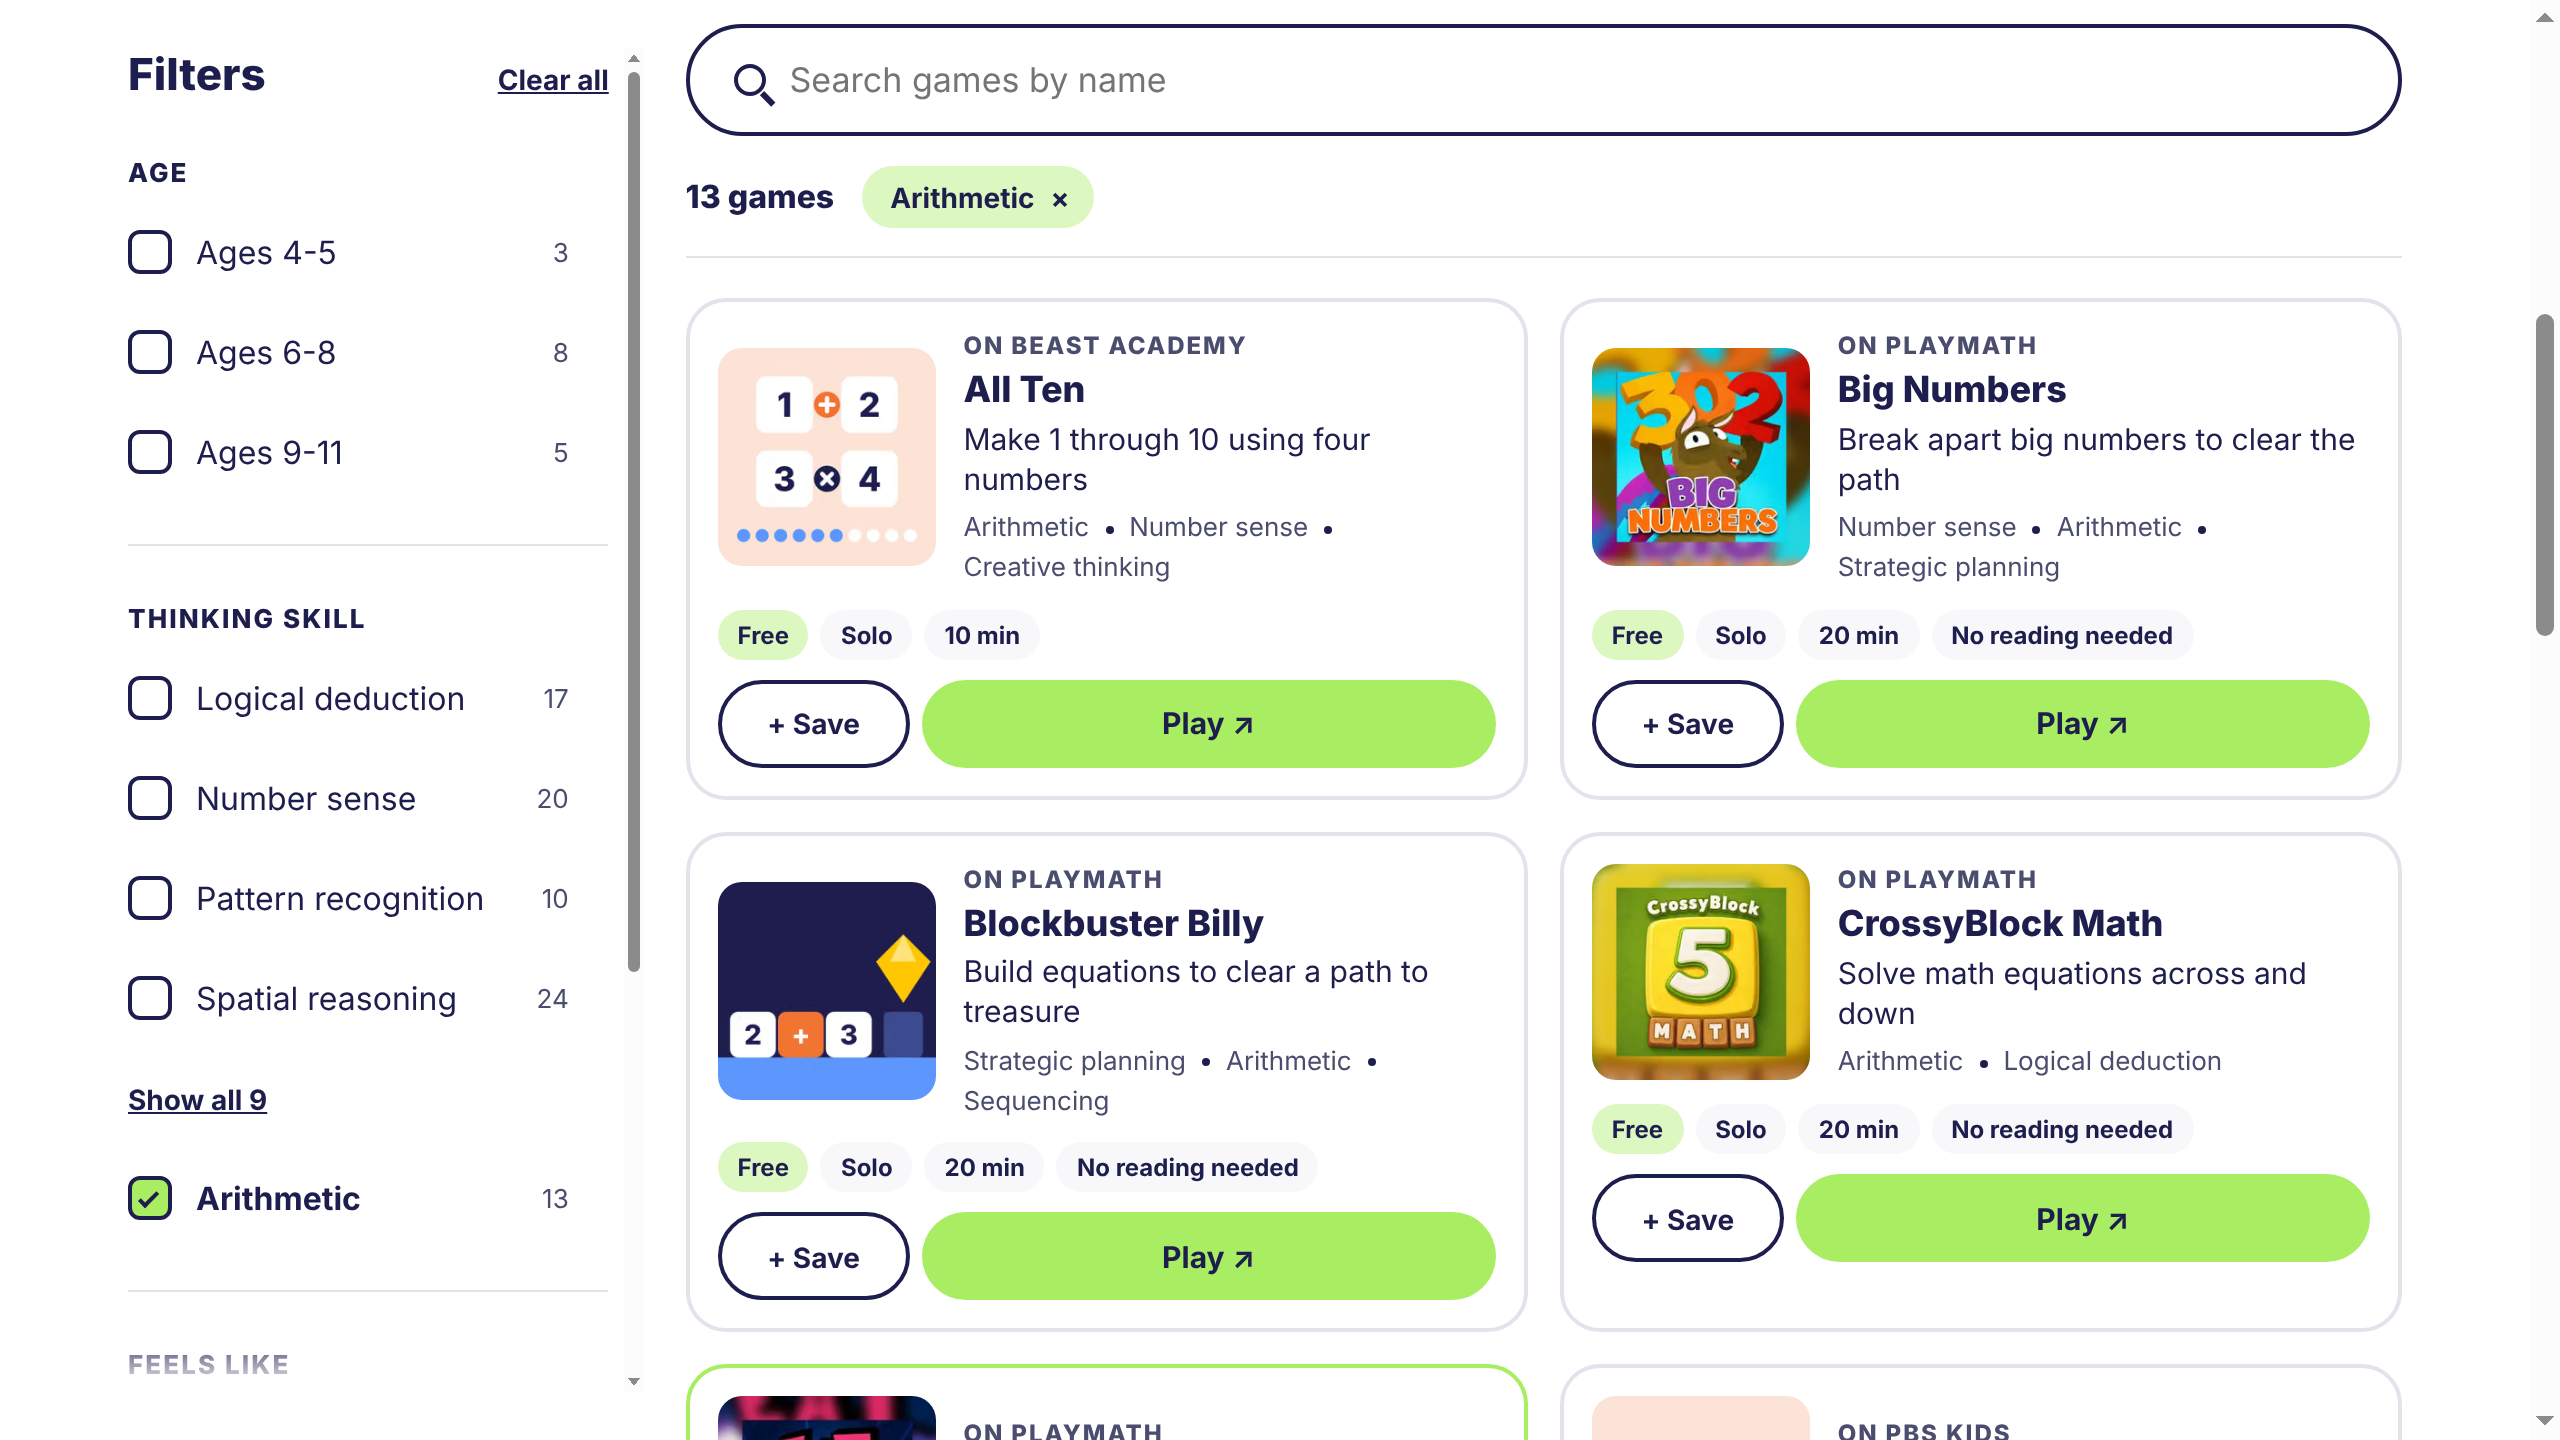 Filters
Clear all
AGE
Ages 4-5 3
Ages 6-8 8
Ages 9-11 5
THINKING SKILL
Logical deduction 17
Number sense 20
Pattern recognition 10
Spatial reasoning 24
Show all 9
Arithmetic 13
FEELS LIKE
Search games by name
13 games
Arithmetic ×
1 + 2
3 × 4
ON BEAST ACADEMY
All Ten
Make 1 through 10 using four
numbers
Arithmetic • Number sense •
Creative thinking
Free Solo 10 min
+ Save
Play ↗
302
BIG
NUMBERS
ON PLAYMATH
Big Numbers
Break apart big numbers to clear the
path
Number sense • Arithmetic •
Strategic planning
Free Solo 20 min No reading needed
+ Save
Play ↗
2 + 3
ON PLAYMATH
Blockbuster Billy
Build equations to clear a path to
treasure
Strategic planning • Arithmetic •
Sequencing
Free Solo 20 min No reading needed
+ Save
Play ↗
CrossyBlock
5
MATH
ON PLAYMATH
CrossyBlock Math
Solve math equations across and
down
Arithmetic • Logical deduction
Free Solo 20 min No reading needed
+ Save
Play ↗
ON PLAYMATH
ON PBS KIDS